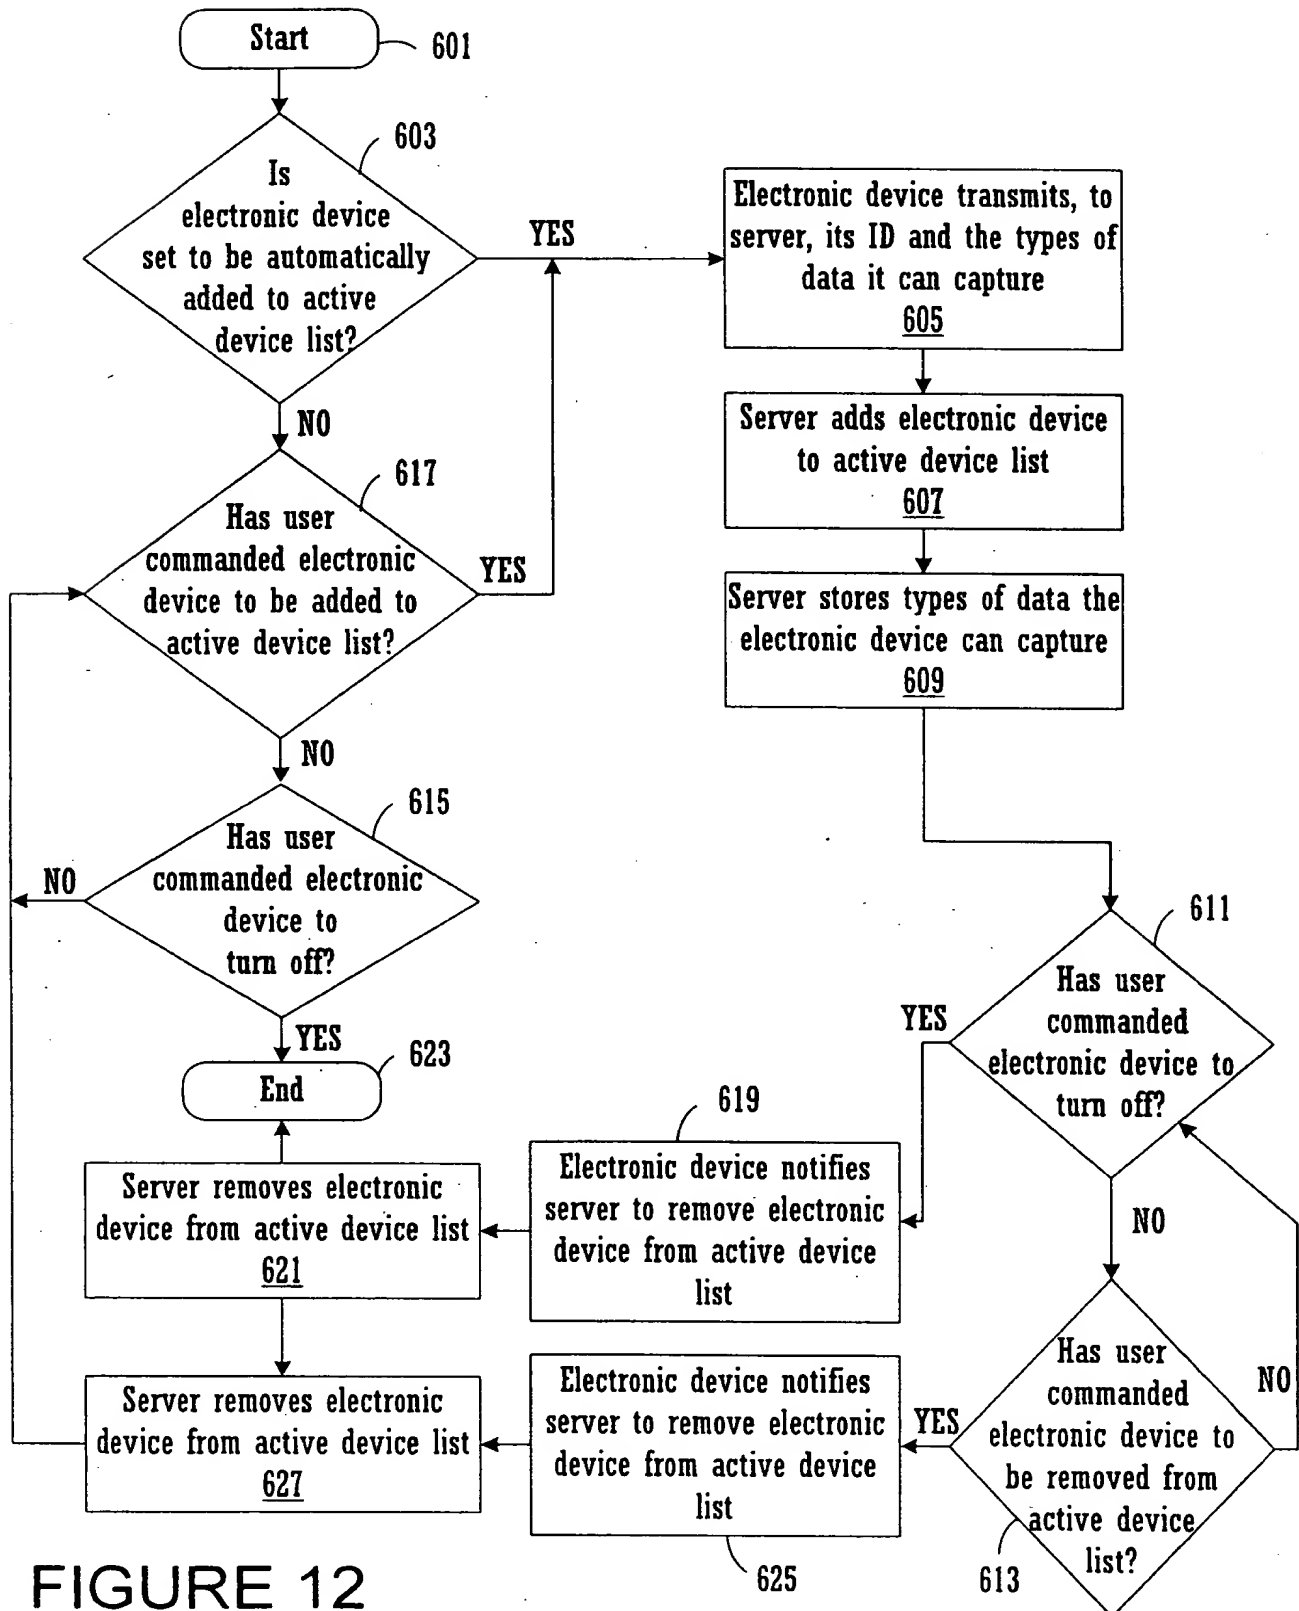 Start
601
603
Is
electronic device
set to be automatically
added to active
device list?
YES
NO
Electronic device transmits, to
server, its ID and the types of
data it can capture
605
Server adds electronic device
to active device list
607
Server stores types of data the
electronic device can capture
609
617
Has user
commanded electronic
device to be added to
active device list?
YES
NO
615
Has user
commanded electronic
device to
turn off?
NO
YES
623
End
611
Has user
commanded
electronic device to
turn off?
YES
NO
619
Electronic device notifies
server to remove electronic
device from active device
list
Server removes electronic
device from active device list
621
Has user
commanded
electronic device to
be removed from
active device
list?
613
NO
YES
Electronic device notifies
server to remove electronic
device from active device
list
625
Server removes electronic
device from active device list
627
FIGURE 12